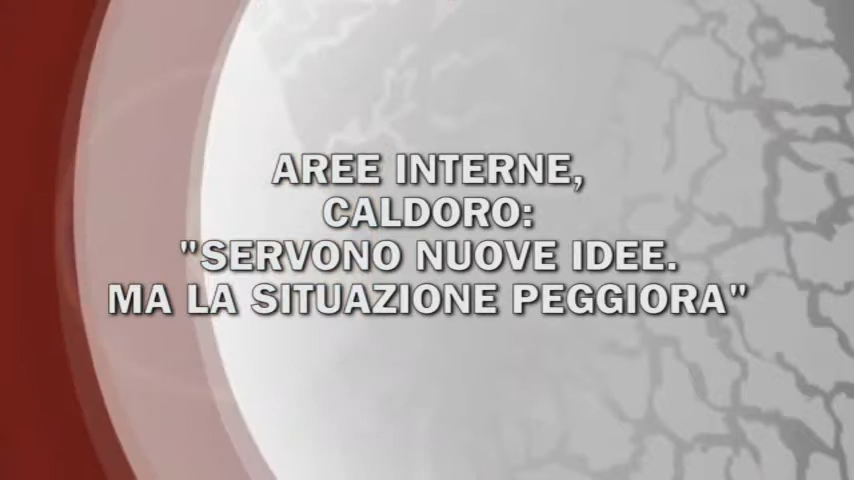 AREE INTERNE,
CALDORO:
"SERVONO NUOVE IDEE.
MA LA SITUAZIONE PEGGIORA"